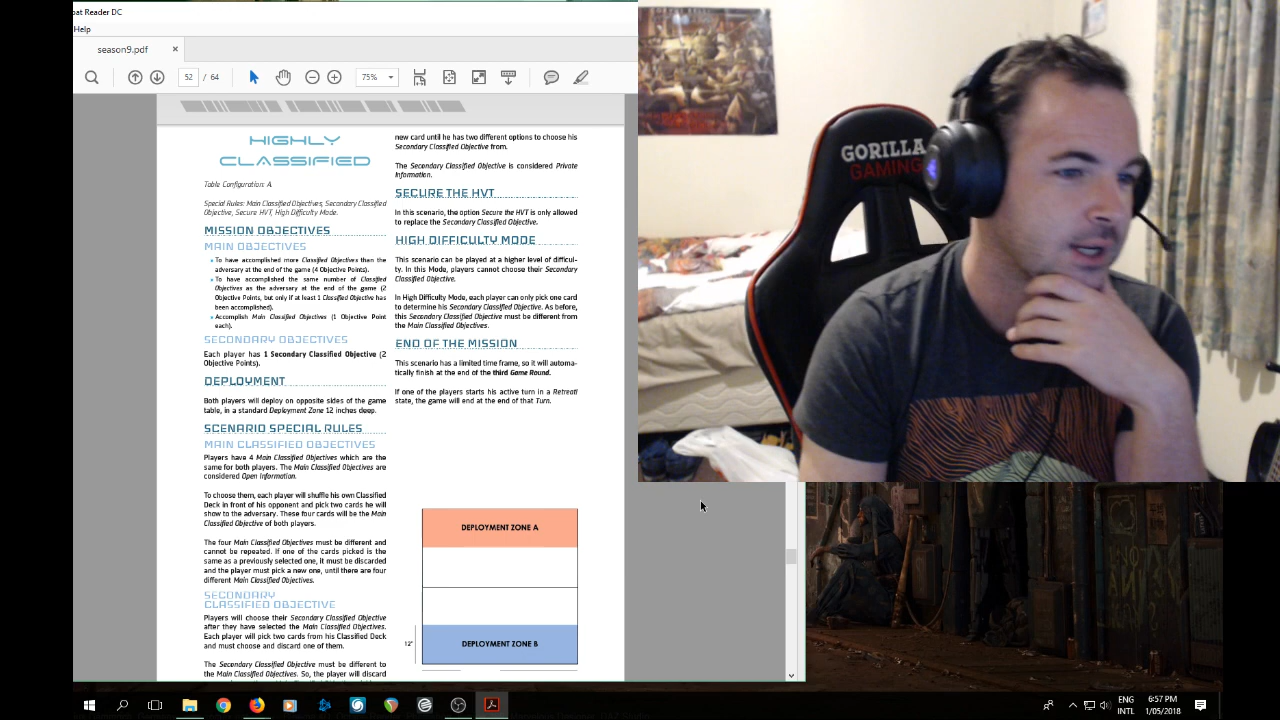 bat Reader DC
Help
season9.pdf
52 / 64
75%
HIGHLY
CLASSIFIED
Table Configuration: A.
Special Rules: Main Classified Objectives, Secondary Classified
Objective, Secure HVT, High Difficulty Mode.
MISSION OBJECTIVES
MAIN OBJECTIVES
To have accomplished more Classified Objectives than the
adversary at the end of the game (4 Objective Points).
To have accomplished the same number of Classified
Objectives as the adversary at the end of the game (2
Objective Points, but only if at least 1 Classified Objective has
been accomplished).
Accomplish Main Classified Objectives (1 Objective Point
each).
SECONDARY OBJECTIVES
Each player has 1 Secondary Classified Objective (2
Objective Points).
DEPLOYMENT
Both players will deploy on opposite sides of the game
table, in a standard Deployment Zone 12 inches deep.
SCENARIO SPECIAL RULES
MAIN CLASSIFIED OBJECTIVES
Players have 4 Main Classified Objectives which are the
same for both players. The Main Classified Objectives are
considered Open Information.
To choose them, each player will shuffle his own Classified
Deck in front of his opponent and pick two cards he will
show to the adversary. These four cards will be the Main
Classified Objective of both players.
The four Main Classified Objectives must be different and
cannot be repeated. If one of the cards picked is the
same as a previously selected one, it must be discarded
and the player must pick a new one, until there are four
different Main Classified Objectives.
SECONDARY
CLASSIFIED OBJECTIVE
Players will choose their Secondary Classified Objective
after they have selected the Main Classified Objectives.
Each player will pick two cards from his Classified Deck
and must choose and discard one of them.
The Secondary Classified Objective must be different to
the Main Classified Objectives. So, the player will discard
new card until he has two different options to choose his
Secondary Classified Objective from.
The Secondary Classified Objective is considered Private
Information.
SECURE THE HVT
In this scenario, the option Secure the HVT is only allowed
to replace the Secondary Classified Objective.
HIGH DIFFICULTY MODE
This scenario can be played at a higher level of difficul-
ty. In this Mode, players cannot choose their Secondary
Classified Objective.
In High Difficulty Mode, each player can only pick one card
to determine his Secondary Classified Objective. As before,
this Secondary Classified Objective must be different from
the Main Classified Objectives.
END OF THE MISSION
This scenario has a limited time frame, so it will automa-
tically finish at the end of the third Game Round.
If one of the players starts his active turn in a Retreat!
state, the game will end at the end of that Turn.
DEPLOYMENT ZONE A
DEPLOYMENT ZONE B
12"
GORILLA
GAMING
ENG
INTL
6:57 PM
1/05/2018